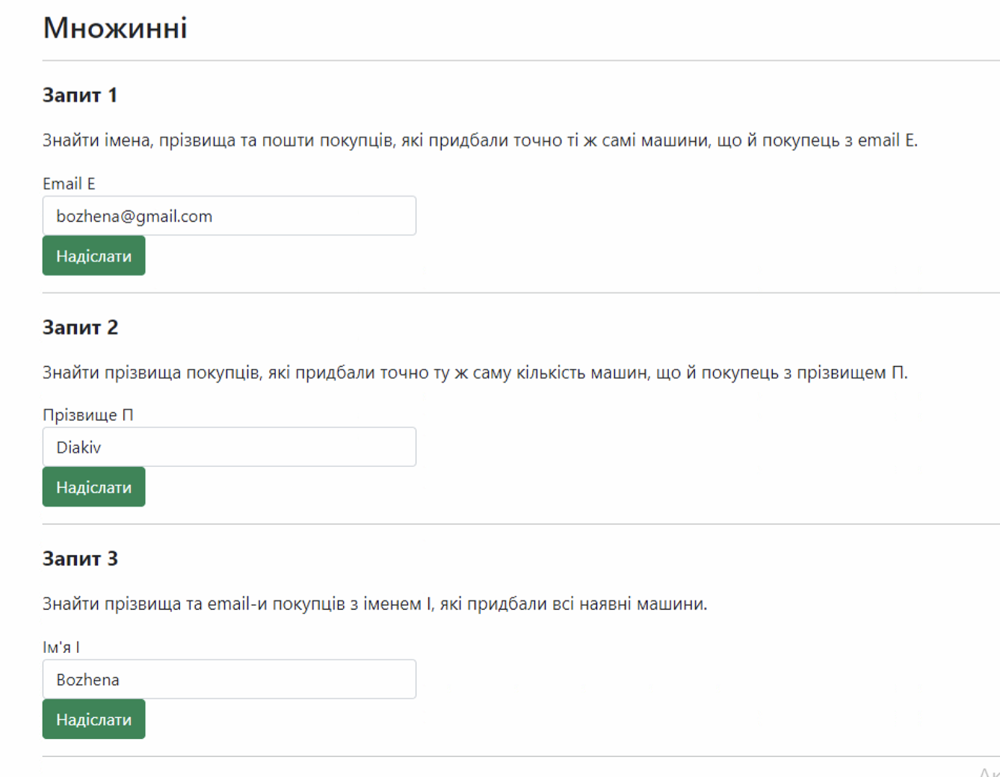 Множинні
Запит 1
Знайти імена, прізвища та пошти покупців, які придбали точно ті ж самі машини, що й покупець з email E.
Email E
bozhena@gmail.com
Надіслати
Запит 2
Знайти прізвища покупців, які придбали точно ту ж саму кількість машин, що й покупець з прізвищем П.
Прізвище П
Diakiv
Надіслати
Запит 3
Знайти прізвища та email-и покупців з іменем І, які придбали всі наявні машини.
Ім'я І
Bozhena
Надіслати